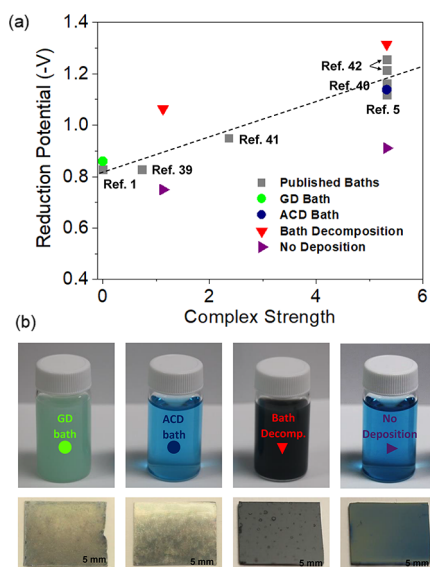 (a)
Reduction Potential (-V)
1.4
1.2
1.0
0.8
0.6
0.4
0
2
4
6
Complex Strength
Ref. 42
Ref. 40
Ref. 5
Ref. 41
Ref. 39
Ref. 1
Published Baths
GD Bath
ACD Bath
Bath Decomposition
No Deposition
(b)
GD
bath
ACD
bath
Bath
Decomp.
No
Deposition
5 mm
5 mm
5 mm
5 mm